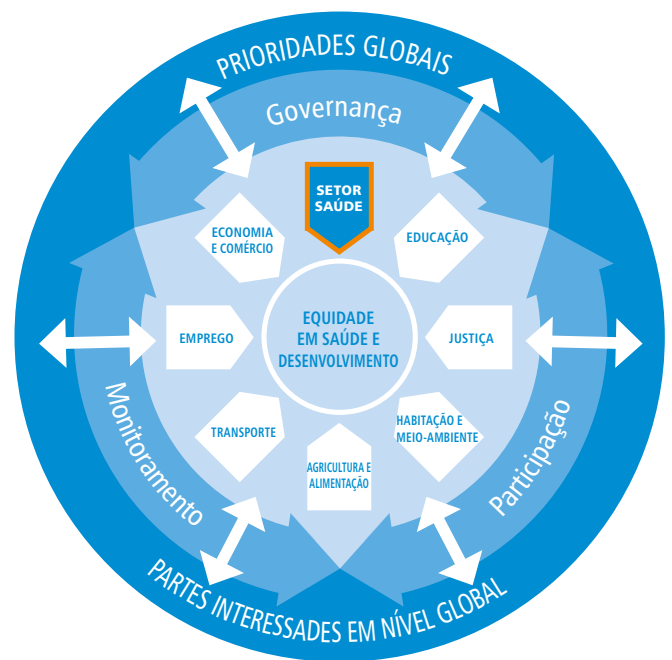 PRIORIDADES GLOBAIS
Governança
SETOR
SAÚDE
ECONOMIA
E COMÉRCIO
EDUCAÇÃO
EMPREGO
EQUIDADE
EM SAÚDE E
DESENVOLVIMENTO
JUSTIÇA
TRANSPORTE
HABITAÇÃO E
MEIO-AMBIENTE
AGRICULTURA E
ALIMENTAÇÃO
Monitoramento
Participação
PARTES INTERESSADES EM NÍVEL GLOBAL